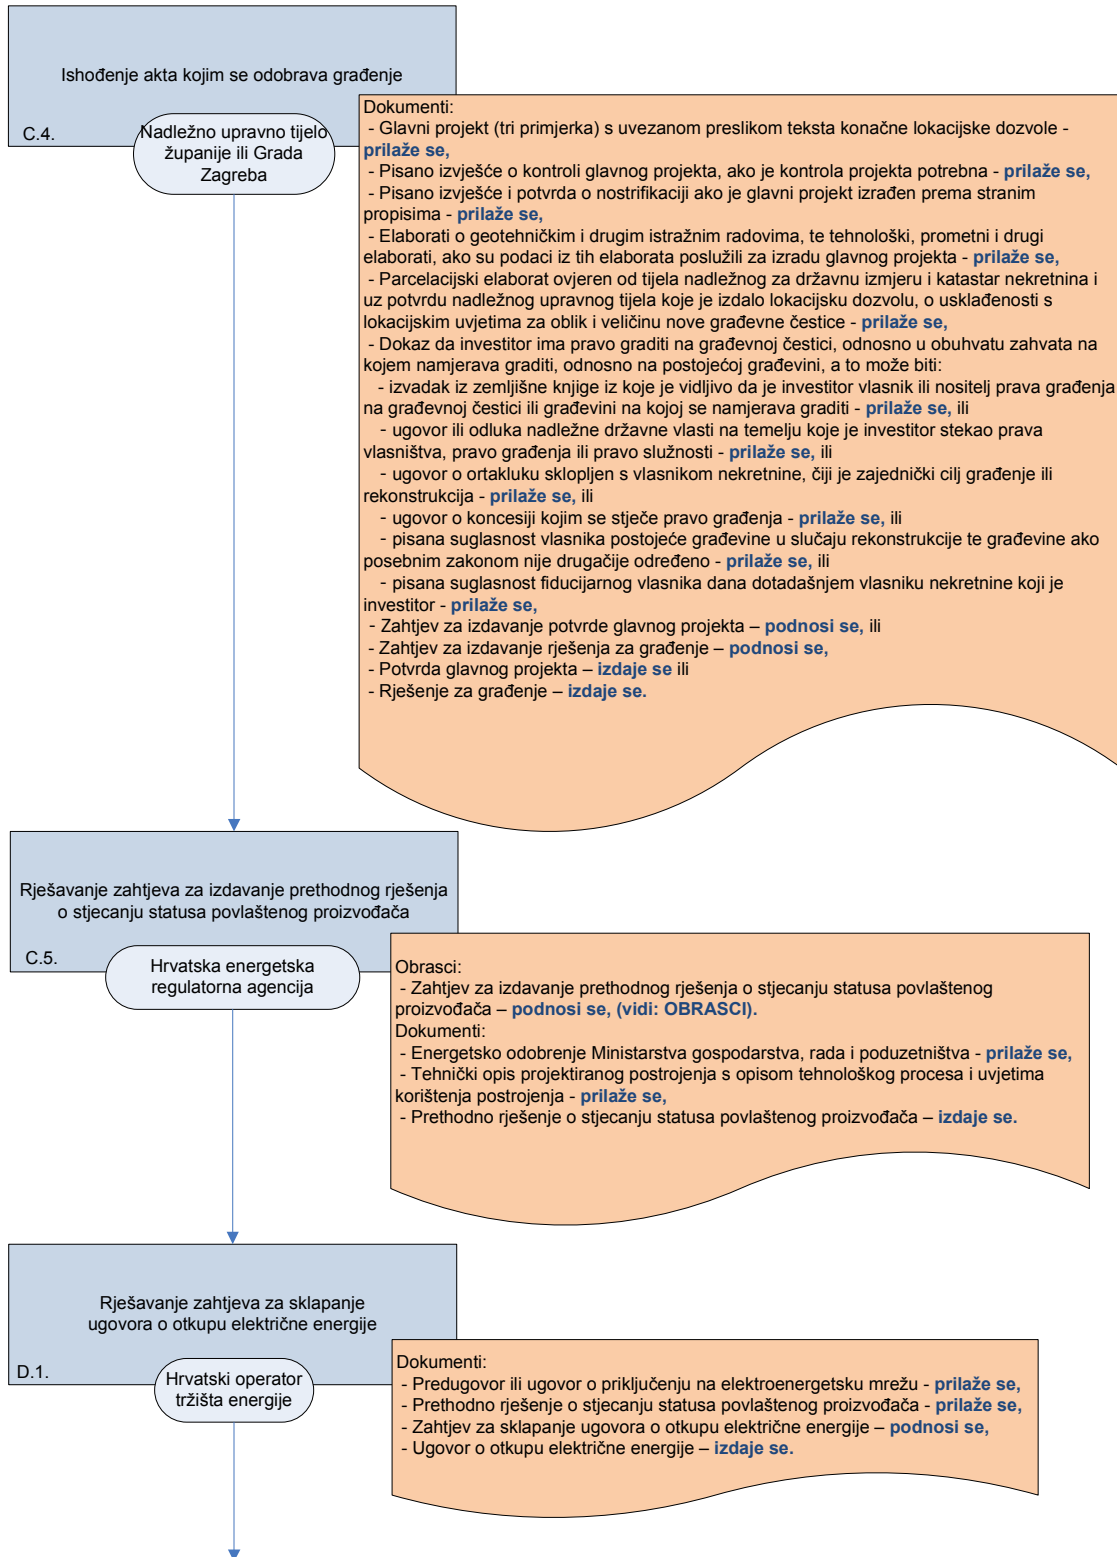 Ishođenje akta kojim se odobrava građenje
C.4.
Nadležno upravno tijelo
županije ili Grada
Zagreba
Dokumenti:
- Glavni projekt (tri primjerka) s uvezanom preslikom teksta konačne lokacijske dozvole -
prilaže se,
- Pisano izvješće o kontroli glavnog projekta, ako je kontrola projekta potrebna - prilaže se,
- Pisano izvješće i potvrda o nostrifikaciji ako je glavni projekt izrađen prema stranim
propisima - prilaže se,
- Elaborati o geotehničkim i drugim istražnim radovima, te tehnološki, prometni i drugi
elaborati, ako su podaci iz tih elaborata poslužili za izradu glavnog projekta - prilaže se,
- Parcelacijski elaborat ovjeren od tijela nadležnog za državnu izmjeru i katastar nekretnina i
uz potvrdu nadležnog upravnog tijela koje je izdalo lokacijsku dozvolu, o usklađenosti s
lokacijskim uvjetima za oblik i veličinu nove građevne čestice - prilaže se,
- Dokaz da investitor ima pravo graditi na građevnoj čestici, odnosno u obuhvatu zahvata na
kojem namjerava graditi, odnosno na postojećoj građevini, a to može biti:
- izvadak iz zemljišne knjige iz koje je vidljivo da je investitor vlasnik ili nositelj prava građenja
na građevnoj čestici ili građevini na kojoj se namjerava graditi - prilaže se, ili
- ugovor ili odluka nadležne državne vlasti na temelju koje je investitor stekao prava
vlasništva, pravo građenja ili pravo služnosti - prilaže se, ili
- ugovor o ortakluku sklopljen s vlasnikom nekretnine, čiji je zajednički cilj građenje ili
rekonstrukcija - prilaže se, ili
- ugovor o koncesiji kojim se stječe pravo građenja - prilaže se, ili
- pisana suglasnost vlasnika postojeće građevine u slučaju rekonstrukcije te građevine ako
posebnim zakonom nije drugačije određeno - prilaže se, ili
- pisana suglasnost fiducijarnog vlasnika dana dotadašnjem vlasniku nekretnine koji je
investitor - prilaže se,
- Zahtjev za izdavanje potvrde glavnog projekta – podnosi se, ili
- Zahtjev za izdavanje rješenja za građenje – podnosi se,
- Potvrda glavnog projekta – izdaje se ili
- Rješenje za građenje – izdaje se.
Rješavanje zahtjeva za izdavanje prethodnog rješenja
o stjecanju statusa povlaštenog proizvođača
C.5.
Hrvatska energetska
regulatorna agencija
Obrasci:
- Zahtjev za izdavanje prethodnog rješenja o stjecanju statusa povlaštenog
proizvođača – podnosi se, (vidi: OBRASCI).
Dokumenti:
- Energetsko odobrenje Ministarstva gospodarstva, rada i poduzetništva - prilaže se,
- Tehnički opis projektiranog postrojenja s opisom tehnološkog procesa i uvjetima
korištenja postrojenja - prilaže se,
- Prethodno rješenje o stjecanju statusa povlaštenog proizvođača – izdaje se.
Rješavanje zahtjeva za sklapanje
ugovora o otkupu električne energije
D.1.
Hrvatski operator
tržišta energije
Dokumenti:
- Predugovor ili ugovor o priključenju na elektroenergetsku mrežu - prilaže se,
- Prethodno rješenje o stjecanju statusa povlaštenog proizvođača - prilaže se,
- Zahtjev za sklapanje ugovora o otkupu električne energije – podnosi se,
- Ugovor o otkupu električne energije – izdaje se.